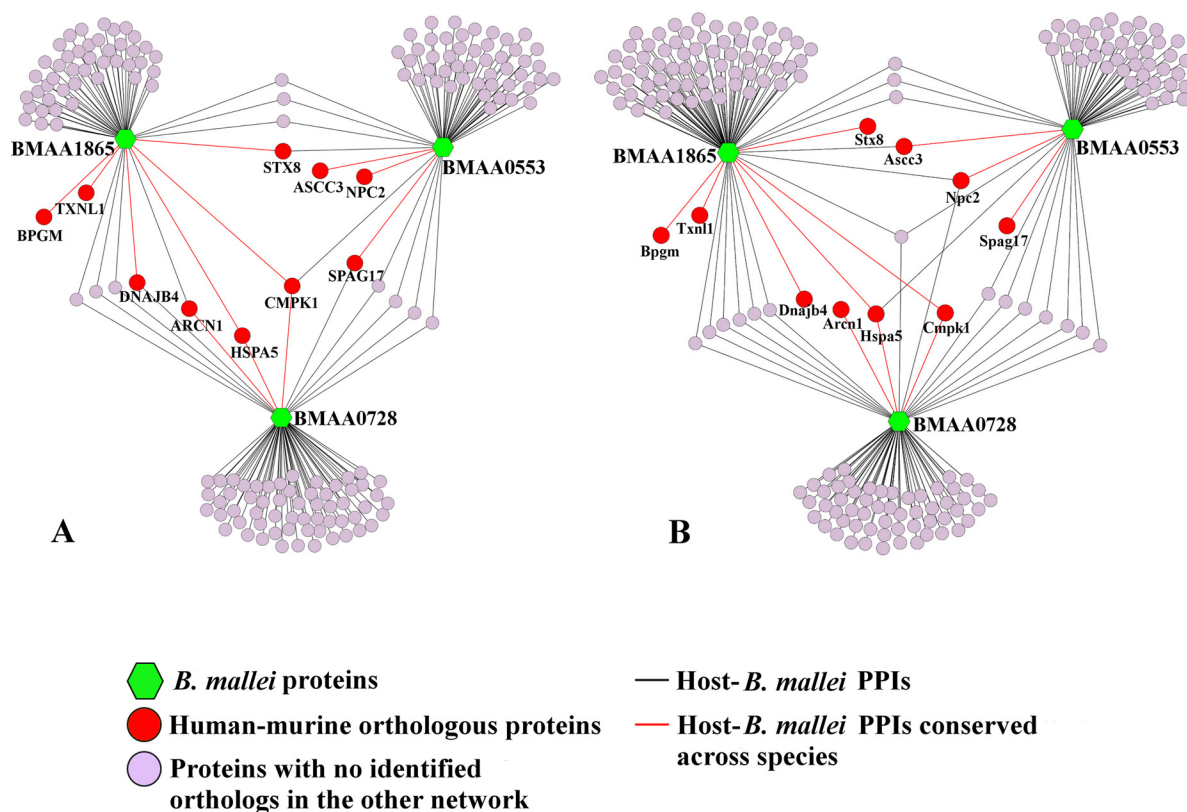 BMAA1865
BMAA0553
STX8
ASCC3
NPC2
TXNL1
BPGM
SPAG17
DNAJB4
CMPK1
ARCN1
HSPA5
BMAA0728
A
BMAA1865
BMAA0553
Stx8
Ascc3
Npc2
Txnl1
Bpgm
Spag17
Dnajb4
Arcn1
Hspa5
Cmpk1
BMAA0728
B
B. mallei proteins
Human-murine orthologous proteins
Proteins with no identified
orthologs in the other network
Host-B. mallei PPIs
Host-B. mallei PPIs conserved
across species